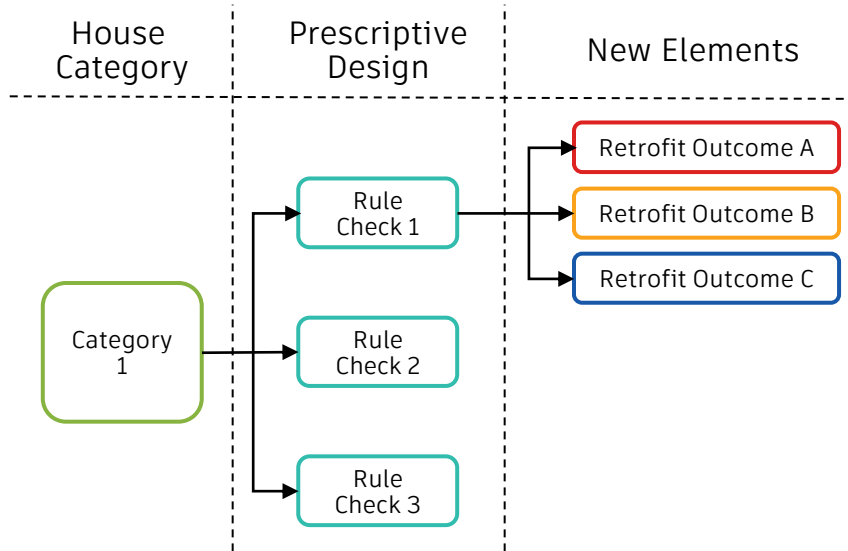 House
Category
Prescriptive
Design
New Elements
Category
1
Rule
Check 1
Rule
Check 2
Rule
Check 3
Retrofit Outcome A
Retrofit Outcome B
Retrofit Outcome C